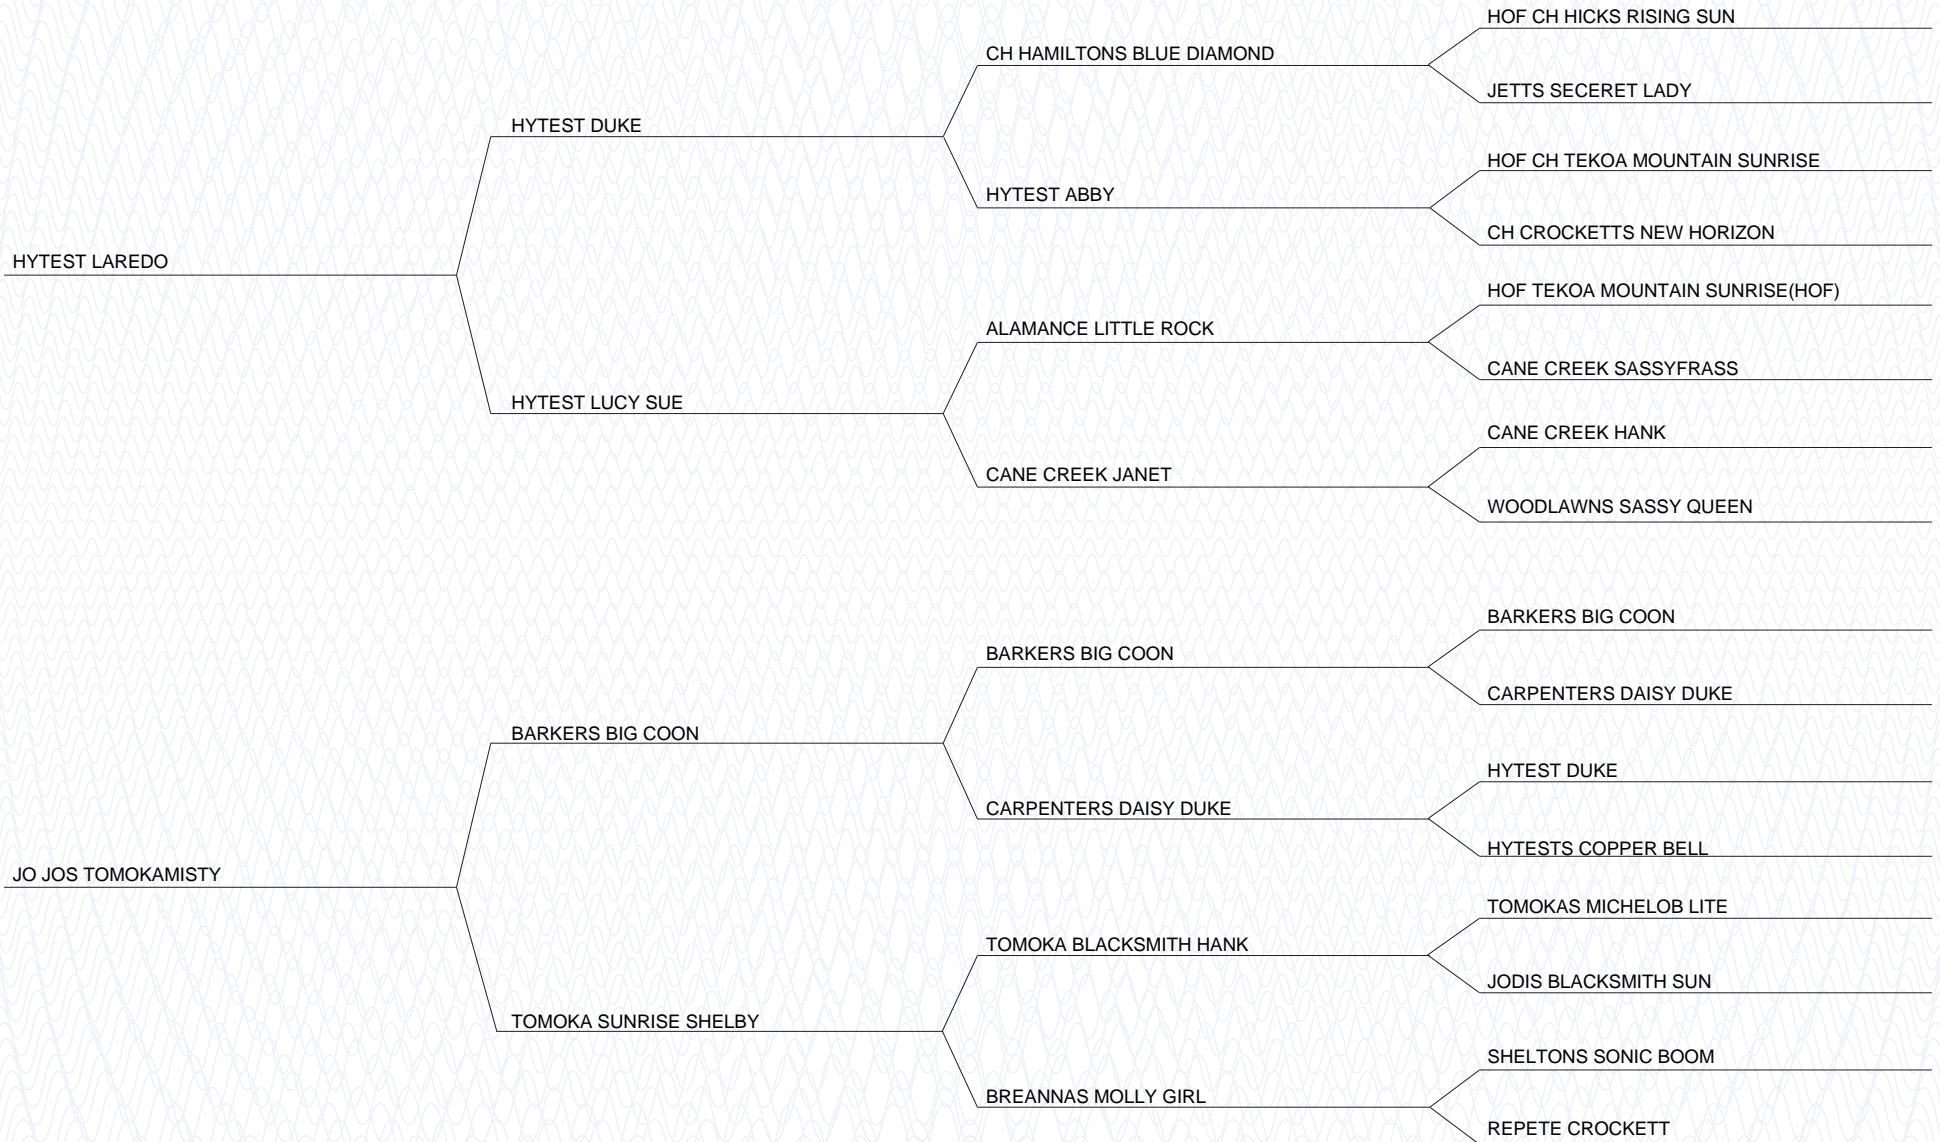 HOF CH HICKS RISING SUN
CH HAMILTONS BLUE DIAMOND
JETTS SECERET LADY
HYTEST DUKE
HOF CH TEKOA MOUNTAIN SUNRISE
HYTEST ABBY
CH CROCKETTS NEW HORIZON
HYTEST LAREDO
HOF TEKOA MOUNTAIN SUNRISE(HOF)
ALAMANCE LITTLE ROCK
CANE CREEK SASSYFRASS
HYTEST LUCY SUE
CANE CREEK HANK
CANE CREEK JANET
WOODLAWNS SASSY QUEEN
BARKERS BIG COON
BARKERS BIG COON
CARPENTERS DAISY DUKE
BARKERS BIG COON
HYTEST DUKE
CARPENTERS DAISY DUKE
HYTESTS COPPER BELL
JO JOS TOMOKAMISTY
TOMOKAS MICHELOB LITE
TOMOKA BLACKSMITH HANK
JODIS BLACKSMITH SUN
TOMOKA SUNRISE SHELBY
SHELTONS SONIC BOOM
BREANNAS MOLLY GIRL
REPETE CROCKETT